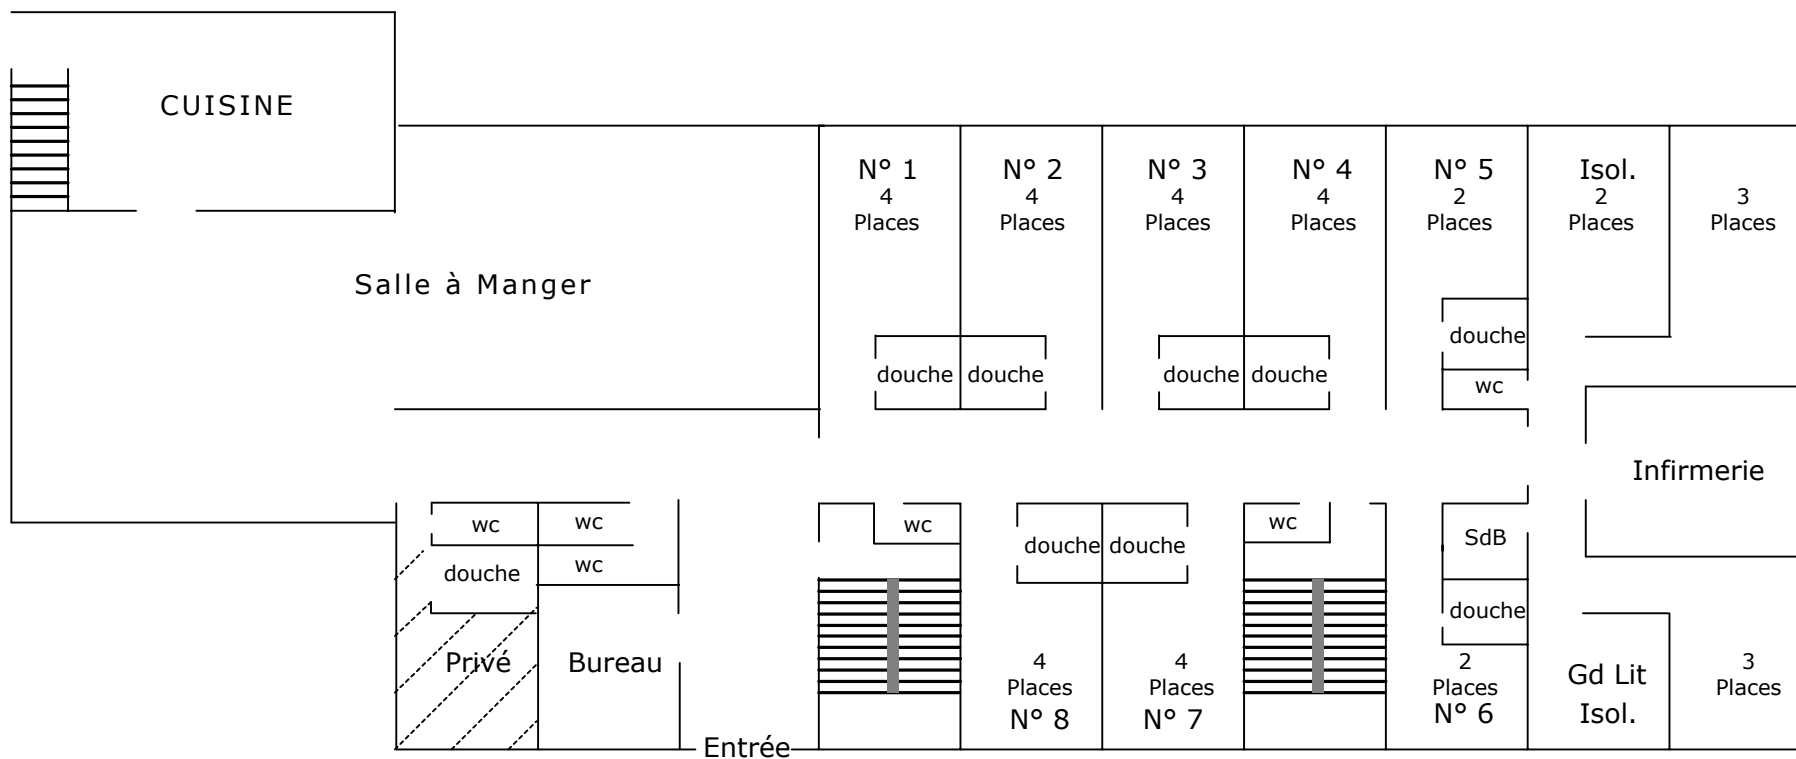 CUISINE
N° 1
4
Places
N° 2
4
Places
N° 3
4
Places
N° 4
4
Places
N° 5
2
Places
Isol.
2
Places
3
Places
Salle à Manger
douche
douche
douche
douche
douche
wc
Infirmerie
wc
wc
wc
douche
wc
douche
douche
wc
SdB
douche
Privé
Bureau
4
Places
N° 8
4
Places
N° 7
2
Places
N° 6
Gd Lit
Isol.
3
Places
Entrée